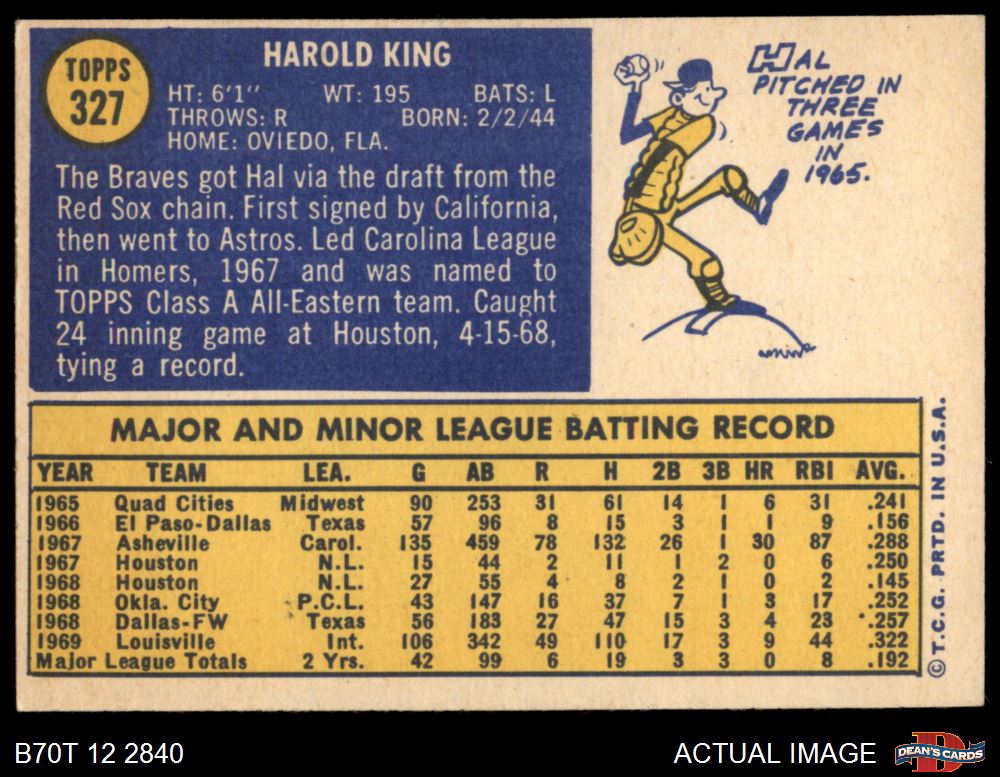 TOPPS
327
HAROLD KING
HT: 6'1" WT: 195 BATS: L
THROWS: R BORN: 2/2/44
HOME: OVIEDO, FLA.
The Braves got Hal via the draft from the
Red Sox chain. First signed by California,
then went to Astros. Led Carolina League
in Homers, 1967 and was named to
TOPPS Class A All-Eastern team. Caught
24 inning game at Houston, 4-15-68,
tying a record.
HAL
PITCHED IN
THREE
GAMES
IN
1965.
MAJOR AND MINOR LEAGUE BATTING RECORD
YEAR TEAM LEA. G AB R H 2B 3B HR RBI AVG.
1965 Quad Cities Midwest 90 253 31 61 14 1 6 31 .241
1966 El Paso-Dallas Texas 57 96 8 15 3 1 1 9 .156
1967 Asheville Carol. 135 459 78 132 26 1 30 87 .288
1967 Houston N.L. 15 44 2 11 1 2 0 6 .250
1968 Houston N.L. 27 55 4 8 2 1 0 2 .145
1968 Okla. City P.C.L. 43 147 16 37 7 1 3 17 .252
1968 Dallas-FW Texas 56 183 27 47 15 3 4 23 .257
1969 Louisville Int. 106 342 49 110 17 3 9 44 .322
Major League Totals 2 Yrs. 42 99 6 19 3 3 0 8 .192
© T.C.G. PRTD. IN U.S.A.
B70T 12 2840
ACTUAL IMAGE
DEAN'S CARDS